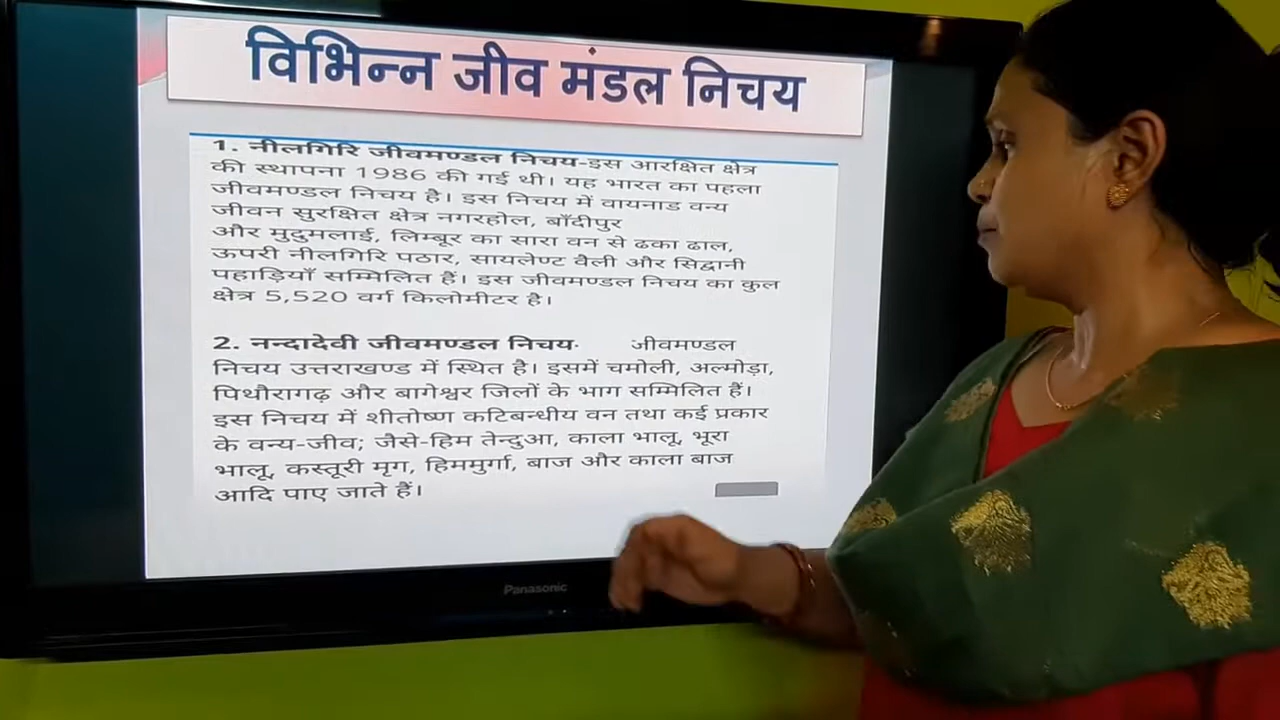 विभिन्न जीव मंडल निचय
1. नीलगिरि जीवमण्डल निचय-इस आरक्षित क्षेत्र
की स्थापना 1986 की गई थी। यह भारत का पहला
जीवमण्डल निचय है। इस निचय में वायनाड वन्य
जीवन सुरक्षित क्षेत्र नगरहोल, बाँदीपुर
और मुदुमलाई, लिम्बूर का सारा वन से ढका ढाल,
ऊपरी नीलगिरि पठार, सायलेण्ट वैली और सिद्वानी
पहाड़ियाँ सम्मिलित हैं। इस जीवमण्डल निचय का कुल
क्षेत्र 5,520 वर्ग किलोमीटर है।
2. नन्दादेवी जीवमण्डल निचय- जीवमण्डल
निचय उत्तराखण्ड में स्थित है। इसमें चमोली, अल्मोड़ा,
पिथौरागढ़ और बागेश्वर जिलों के भाग सम्मिलित हैं।
इस निचय में शीतोष्ण कटिबन्धीय वन तथा कई प्रकार
के वन्य-जीव; जैसे-हिम तेन्दुआ, काला भालू, भूरा
भालू, कस्तूरी मृग, हिममुर्गा, बाज और काला बाज
आदि पाए जाते हैं।
Panasonic